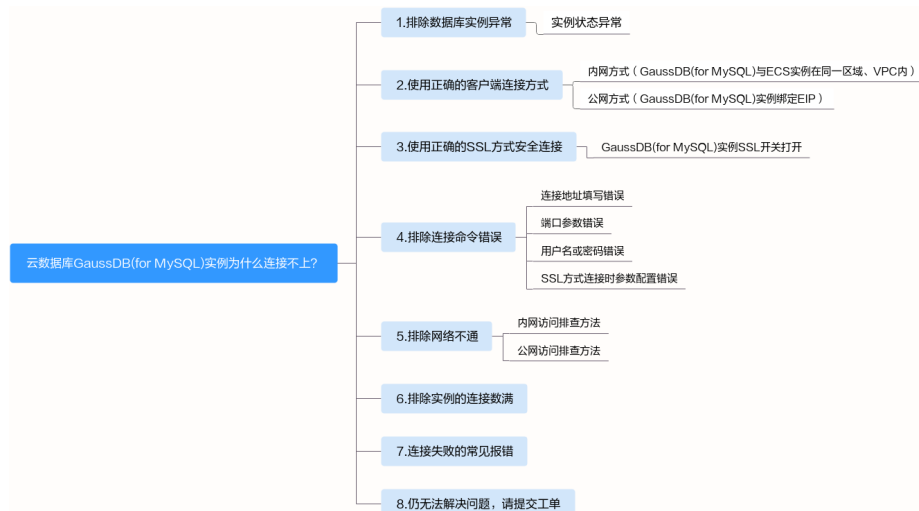 云数据库GaussDB(for MySQL)实例为什么连接不上?
1.排除数据库实例异常
实例状态异常
2.使用正确的客户端连接方式
内网方式（GaussDB(for MySQL)与ECS实例在同一区域、VPC内）
公网方式（GaussDB(for MySQL)实例绑定EIP）
3.使用正确的SSL方式安全连接
GaussDB(for MySQL)实例SSL开关打开
4.排除连接命令错误
连接地址填写错误
端口参数错误
用户名或密码错误
SSL方式连接时参数配置错误
5.排除网络不通
内网访问排查方法
公网访问排查方法
6.排除实例的连接数满
7.连接失败的常见报错
8.仍无法解决问题，请提交工单